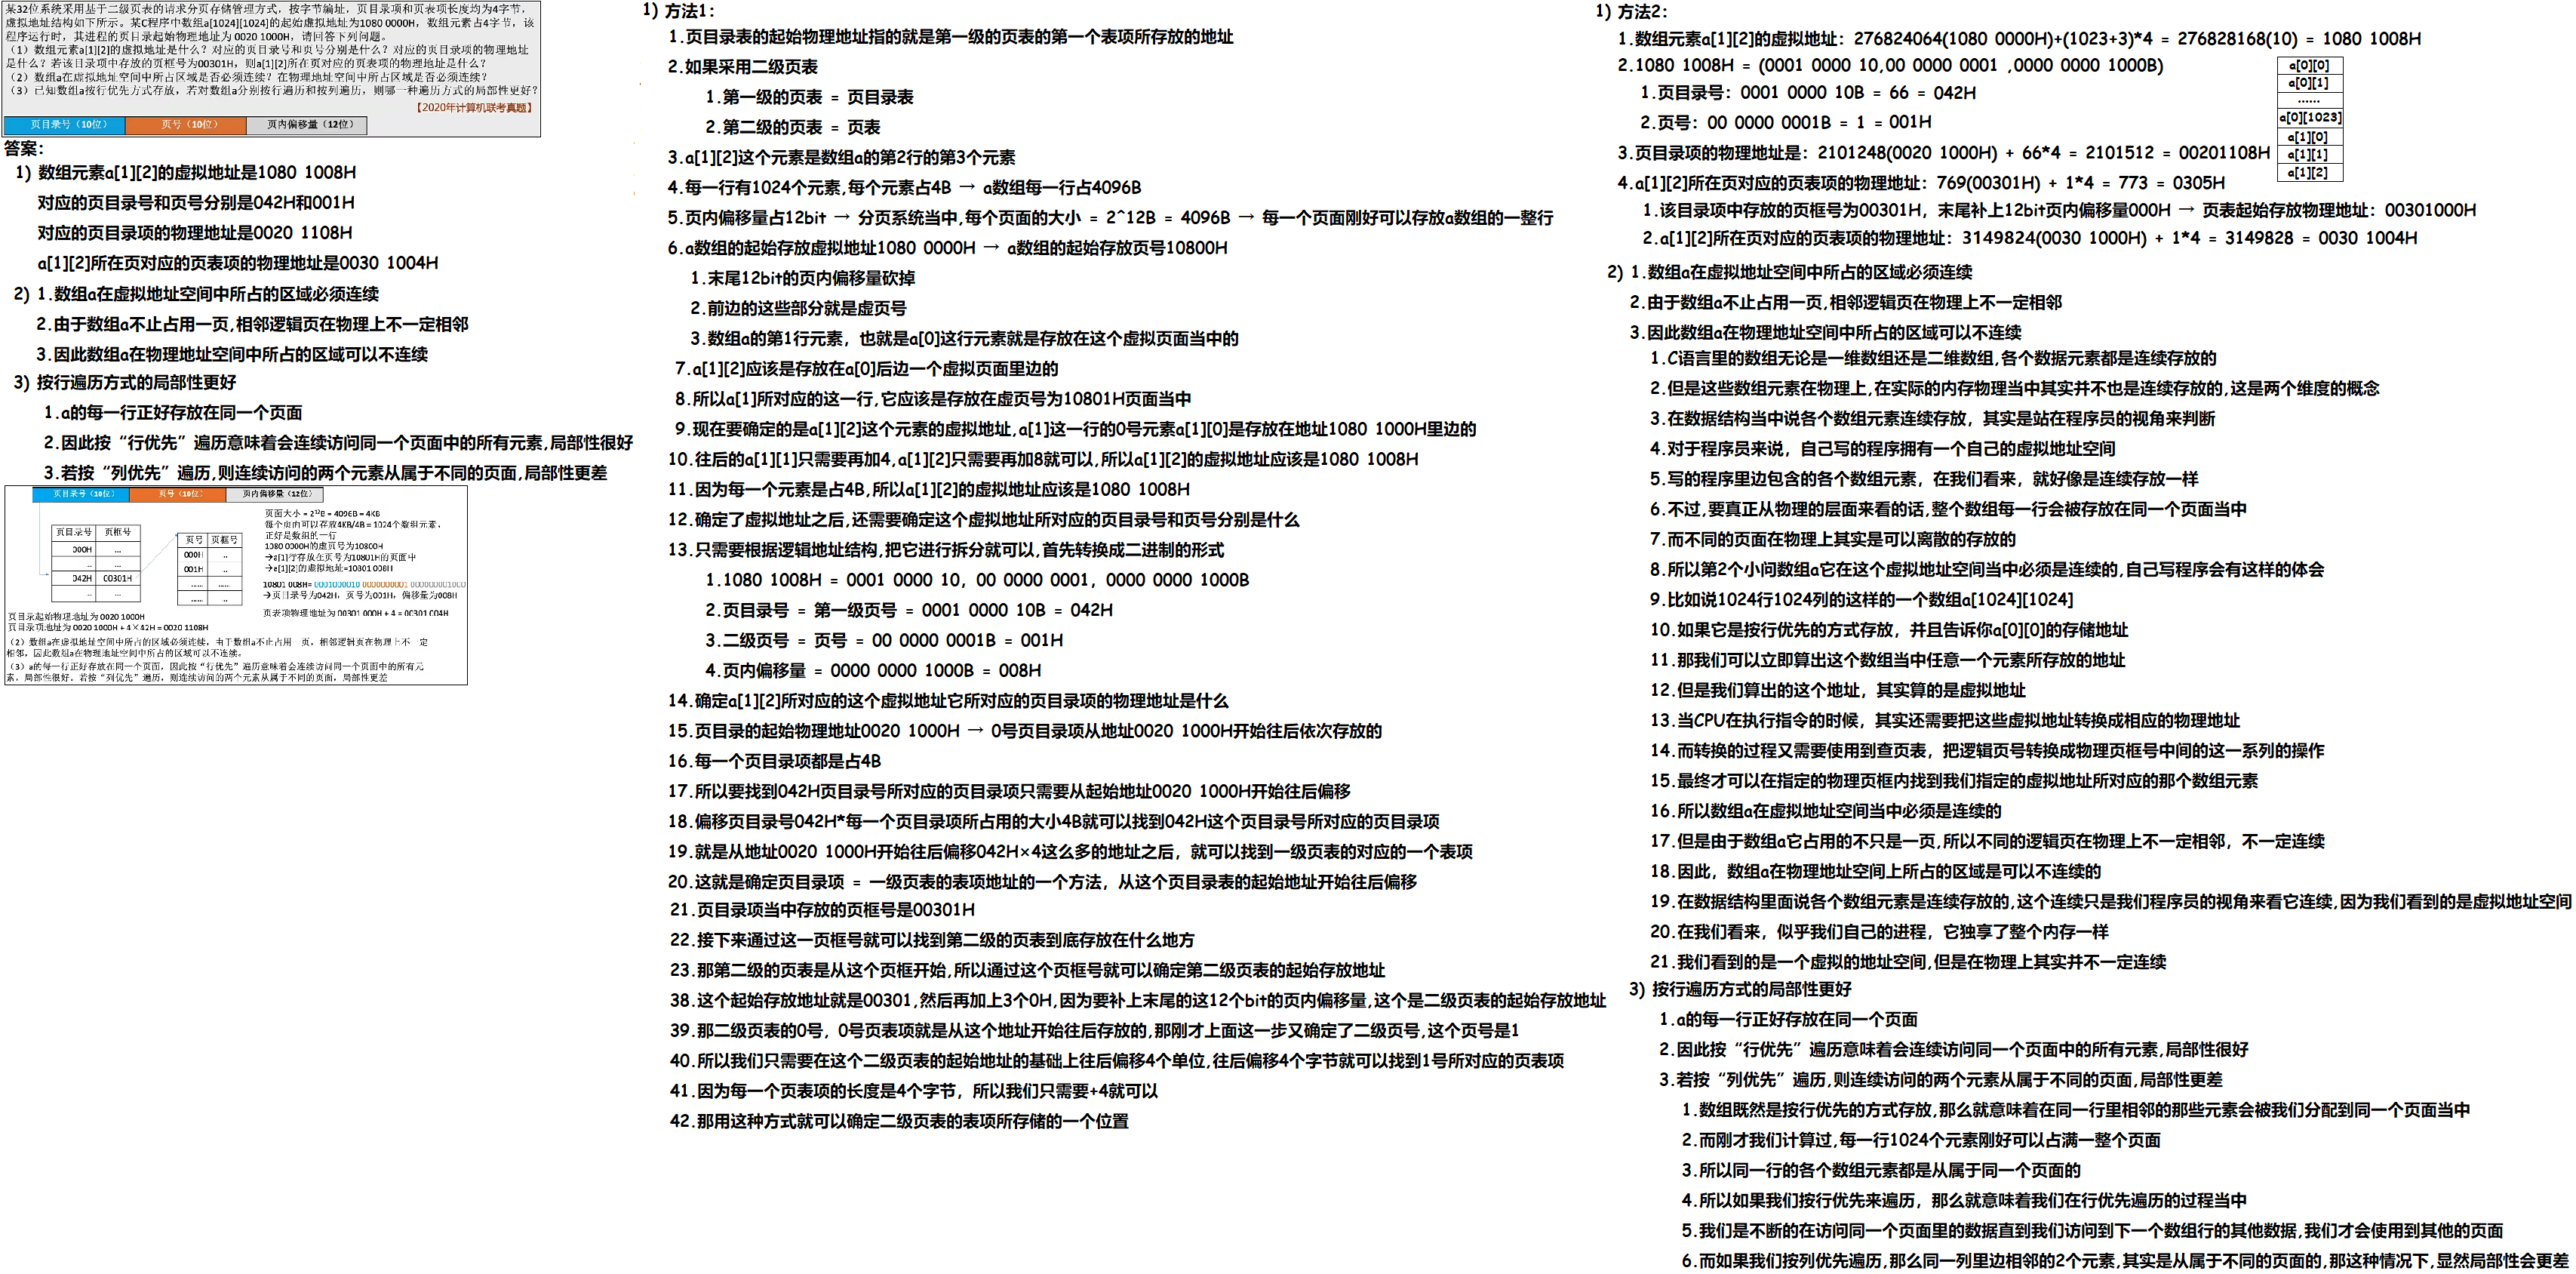 某32位系统采用基于二级页表的请求分页存储管理方式，按字节编址，页目录项和页表项长度均为4字节，
虚拟地址结构如下所示。某C程序中数组a[1024][1024]的起始虚拟地址为1080 0000H，数组元素占4字节，该
程序运行时，其进程的页目录起始物理地址为 0020 1000H，请回答下列问题。
（1）数组元素a[1][2]的虚拟地址是什么？对应的页目录号和页号分别是什么？对应的页目录项的物理地址
是什么？若该目录项中存放的页框号为00301H，则a[1][2]所在页对应的页表项的物理地址是什么？
（2）数组a在虚拟地址空间中所占区域是否必须连续？在物理地址空间中所占区域是否必须连续？
（3）已知数组a按行优先方式存放，若对数组a分别按行遍历和按列遍历，则哪一种遍历方式的局部性更好？
【2020年计算机联考真题】
页目录号（10位） 页号（10位） 页内偏移量（12位）
答案：
1) 数组元素a[1][2]的虚拟地址是1080 1008H
对应的页目录号和页号分别是042H和001H
对应的页目录项的物理地址是0020 1108H
a[1][2]所在页对应的页表项的物理地址是0030 1004H
2) 1.数组a在虚拟地址空间中所占的区域必须连续
2.由于数组a不止占用一页,相邻逻辑页在物理上不一定相邻
3.因此数组a在物理地址空间中所占的区域可以不连续
3) 按行遍历方式的局部性更好
1.a的每一行正好存放在同一个页面
2.因此按“行优先”遍历意味着会连续访问同一个页面中的所有元素,局部性很好
3.若按“列优先”遍历,则连续访问的两个元素从属于不同的页面,局部性更差
页目录号（10位） 页号（10位） 页内偏移量（12位）
页目录号 页框号
000H ...
... ...
042H 00301H
... ...
页号 页框号
000H ...
001H ...
...... ......
...... ......
页面大小 = 2^12B = 4096B = 4KB
每个页内可以存放4KB/4B = 1024个数组元素，
正好是数组的一行
1080 0000H的虚页号为10800H
→a[1]行存放在页号为10801H的页面中
→a[1][2]的虚拟地址=10801 008H
10801 008H= 0001000010 0000000001 000000001000
→页目录号为042H，页号为001H，偏移量为008H
页表项物理地址为 00301 000H + 4 = 00301 004H
页目录起始物理地址为 0020 1000H
页目录项地址为 0020 1000H + 4×42H = 0020 1108H
（2）数组a在虚拟地址空间中所占的区域必须连续，由于数组a不止占用一页，相邻逻辑页在物理上不一定
相邻，因此数组a在物理地址空间中所占的区域可以不连续。
（3）a的每一行正好存放在同一个页面，因此按“行优先”遍历意味着会连续访问同一个页面中的所有元
素，局部性很好。若按“列优先”遍历，则连续访问的两个元素从属于不同的页面，局部性更差
1) 方法1：
1.页目录表的起始物理地址指的就是第一级的页表的第一个表项所存放的地址
2.如果采用二级页表
1.第一级的页表 = 页目录表
2.第二级的页表 = 页表
3.a[1][2]这个元素是数组a的第2行的第3个元素
4.每一行有1024个元素,每个元素占4B → a数组每一行占4096B
5.页内偏移量占12bit → 分页系统当中,每个页面的大小 = 2^12B = 4096B → 每一个页面刚好可以存放a数组的一整行
6.a数组的起始存放虚拟地址1080 0000H → a数组的起始存放页号10800H
1.末尾12bit的页内偏移量砍掉
2.前边的这些部分就是虚页号
3.数组a的第1行元素，也就是a[0]这行元素就是存放在这个虚拟页面当中的
7.a[1][2]应该是存放在a[0]后边一个虚拟页面里边的
8.所以a[1]所对应的这一行,它应该是存放在虚页号为10801H页面当中
9.现在要确定的是a[1][2]这个元素的虚拟地址,a[1]这一行的0号元素a[1][0]是存放在地址1080 1000H里边的
10.往后的a[1][1]只需要再加4,a[1][2]只需要再加8就可以,所以a[1][2]的虚拟地址应该是1080 1008H
11.因为每一个元素是占4B,所以a[1][2]的虚拟地址应该是1080 1008H
12.确定了虚拟地址之后,还需要确定这个虚拟地址所对应的页目录号和页号分别是什么
13.只需要根据逻辑地址结构,把它进行拆分就可以,首先转换成二进制的形式
1.1080 1008H = 0001 0000 10, 00 0000 0001, 0000 0000 1000B
2.页目录号 = 第一级页号 = 0001 0000 10B = 042H
3.二级页号 = 页号 = 00 0000 0001B = 001H
4.页内偏移量 = 0000 0000 1000B = 008H
14.确定a[1][2]所对应的这个虚拟地址它所对应的页目录项的物理地址是什么
15.页目录的起始物理地址0020 1000H → 0号页目录项从地址0020 1000H开始往后依次存放的
16.每一个页目录项都是占4B
17.所以要找到042H页目录号所对应的页目录项只需要从起始地址0020 1000H开始往后偏移
18.偏移页目录号042H*每一个页目录项所占用的大小4B就可以找到042H这个页目录号所对应的页目录项
19.就是从地址0020 1000H开始往后偏移042H×4这么多的地址之后，就可以找到一级页表的对应的一个表项
20.这就是确定页目录项 = 一级页表的表项地址的一个方法，从这个页目录表的起始地址开始往后偏移
21.页目录项当中存放的页框号是00301H
22.接下来通过这一页框号就可以找到第二级的页表到底存放在什么地方
23.那第二级的页表是从这个页框开始,所以通过这个页框号就可以确定第二级页表的起始存放地址
38.这个起始存放地址就是00301,然后再加上3个0H,因为要补上末尾的这12个bit的页内偏移量,这个是二级页表的起始存放地址
39.那二级页表的0号，0号页表项就是从这个地址开始往后存放的,那刚才上面这一步又确定了二级页号,这个页号是1
40.所以我们只需要在这个二级页表的起始地址的基础上往后偏移4个单位,往后偏移4个字节就可以找到1号所对应的页表项
41.因为每一个页表项的长度是4个字节，所以我们只需要+4就可以
42.那用这种方式就可以确定二级页表的表项所存储的一个位置
1) 方法2：
1.数组元素a[1][2]的虚拟地址：276824064(1080 0000H)+(1023+3)*4 = 276828168(10) = 1080 1008H
2.1080 1008H = (0001 0000 10,00 0000 0001 ,0000 0000 1000B)
1.页目录号：0001 0000 10B = 66 = 042H
2.页号：00 0000 0001B = 1 = 001H
3.页目录项的物理地址是：2101248(0020 1000H) + 66*4 = 2101512 = 00201108H
4.a[1][2]所在页对应的页表项的物理地址：769(00301H) + 1*4 = 773 = 0305H
a[0][0]
a[0][1]
......
a[0][1023]
a[1][0]
a[1][1]
a[1][2]
1.该目录项中存放的页框号为00301H，末尾补上12bit页内偏移量000H → 页表起始存放物理地址：00301000H
2.a[1][2]所在页对应的页表项的物理地址：3149824(0030 1000H) + 1*4 = 3149828 = 0030 1004H
2) 1.数组a在虚拟地址空间中所占的区域必须连续
2.由于数组a不止占用一页,相邻逻辑页在物理上不一定相邻
3.因此数组a在物理地址空间中所占的区域可以不连续
1.C语言里的数组无论是一维数组还是二维数组,各个数据元素都是连续存放的
2.但是这些数组元素在物理上,在实际的内存物理当中其实并不也是连续存放的,这是两个维度的概念
3.在数据结构当中说各个数组元素连续存放，其实是站在程序员的视角来判断
4.对于程序员来说，自己写的程序拥有一个自己的虚拟地址空间
5.写的程序里边包含的各个数组元素，在我们看来，就好像是连续存放一样
6.不过,要真正从物理的层面来看的话,整个数组每一行会被存放在同一个页面当中
7.而不同的页面在物理上其实是可以离散的存放的
8.所以第2个小问数组a它在这个虚拟地址空间当中必须是连续的,自己写程序会有这样的体会
9.比如说1024行1024列的这样的一个数组a[1024][1024]
10.如果它是按行优先的方式存放，并且告诉你a[0][0]的存储地址
11.那我们可以立即算出这个数组当中任意一个元素所存放的地址
12.但是我们算出的这个地址，其实算的是虚拟地址
13.当CPU在执行指令的时候，其实还需要把这些虚拟地址转换成相应的物理地址
14.而转换的过程又需要使用到查页表，把逻辑页号转换成物理页框号中间的这一系列的操作
15.最终才可以在指定的物理页框内找到我们指定的虚拟地址所对应的那个数组元素
16.所以数组a在虚拟地址空间当中必须是连续的
17.但是由于数组a它占用的不只是一页,所以不同的逻辑页在物理上不一定相邻，不一定连续
18.因此，数组a在物理地址空间上所占的区域是可以不连续的
19.在数据结构里面说各个数组元素是连续存放的,这个连续只是我们程序员的视角来看它连续,因为我们看到的是虚拟地址空间
20.在我们看来，似乎我们自己的进程，它独享了整个内存一样
21.我们看到的是一个虚拟的地址空间,但是在物理上其实并不一定连续
3) 按行遍历方式的局部性更好
1.a的每一行正好存放在同一个页面
2.因此按“行优先”遍历意味着会连续访问同一个页面中的所有元素,局部性很好
3.若按“列优先”遍历,则连续访问的两个元素从属于不同的页面,局部性更差
1.数组既然是按行优先的方式存放,那么就意味着在同一行里相邻的那些元素会被我们分配到同一个页面当中
2.而刚才我们计算过,每一行1024个元素刚好可以占满一整个页面
3.所以同一行的各个数组元素都是从属于同一个页面的
4.所以如果我们按行优先来遍历，那么就意味着我们在行优先遍历的过程当中
5.我们是不断的在访问同一个页面里的数据直到我们访问到下一个数组行的其他数据,我们才会使用到其他的页面
6.而如果我们按列优先遍历,那么同一列里边相邻的2个元素,其实是从属于不同的页面的,那这种情况下,显然局部性会更差